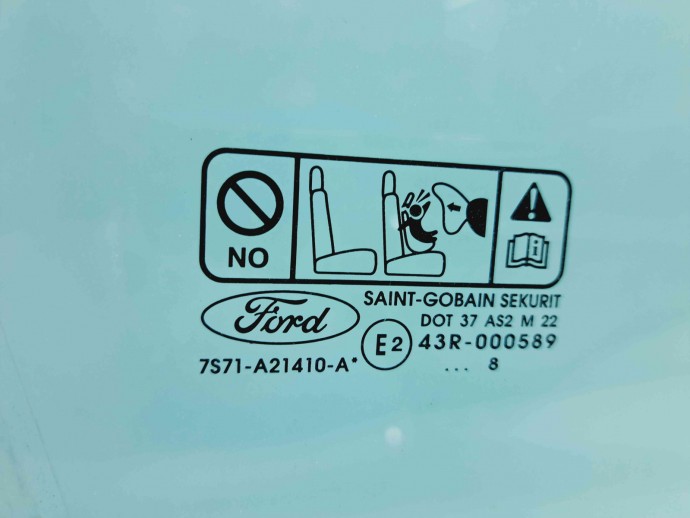 NO
Ford
SAINT-GOBAIN SEKURIT
DOT 37 AS2 M 22
E2 43R-000589
7S71-A21410-A*
... 8